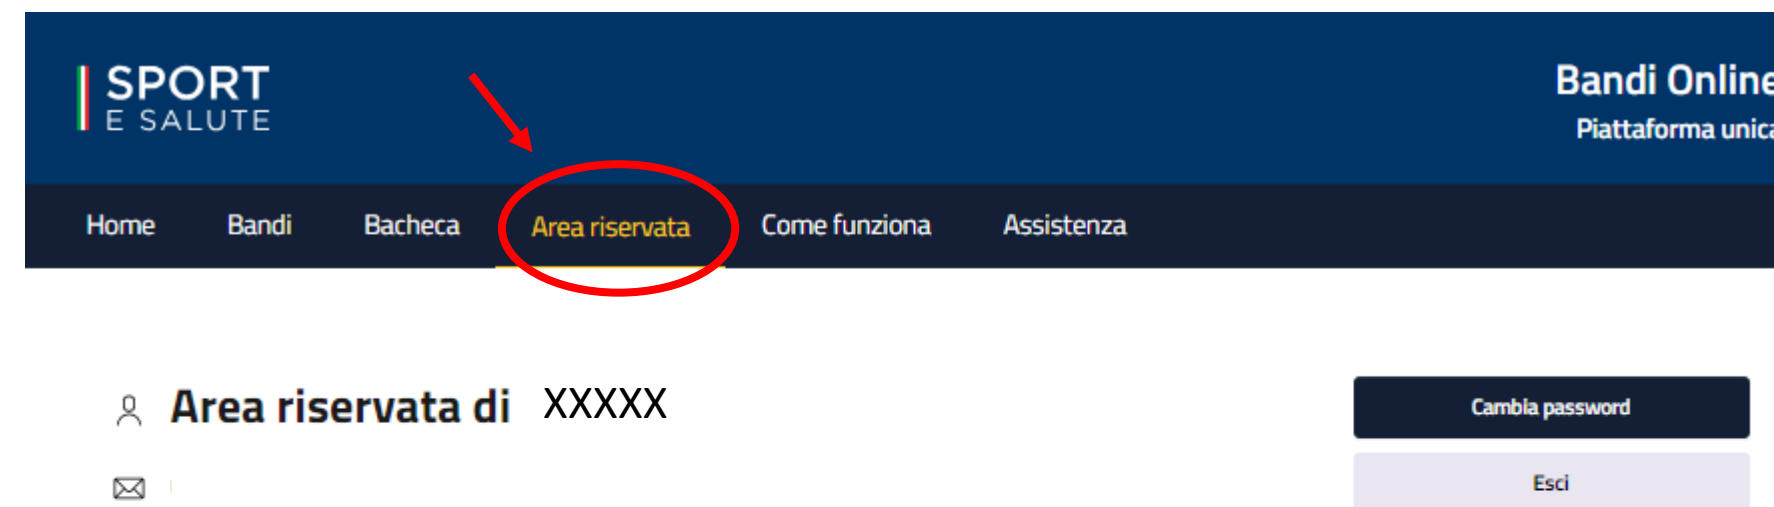 SPORT
E SALUTE
Bandi Online
Piattaforma unica
Home Bandi Bacheca Area riservata Come funziona Assistenza
Area riservata di XXXXX
Cambia password
Esci